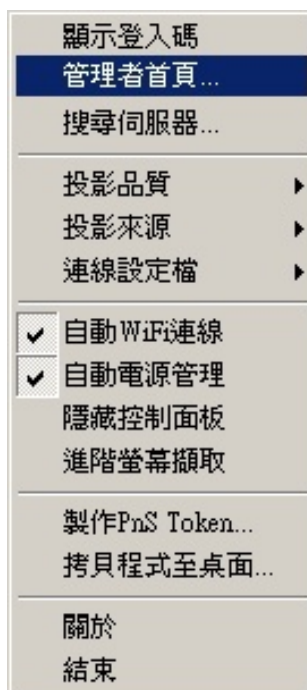 顯示登入碼
管理者首頁...
搜尋伺服器...
投影品質
投影來源
連線設定檔
自動WiFi連線
自動電源管理
隱藏控制面板
進階螢幕擷取
製作PnS Token...
拷貝程式至桌面...
關於
結束